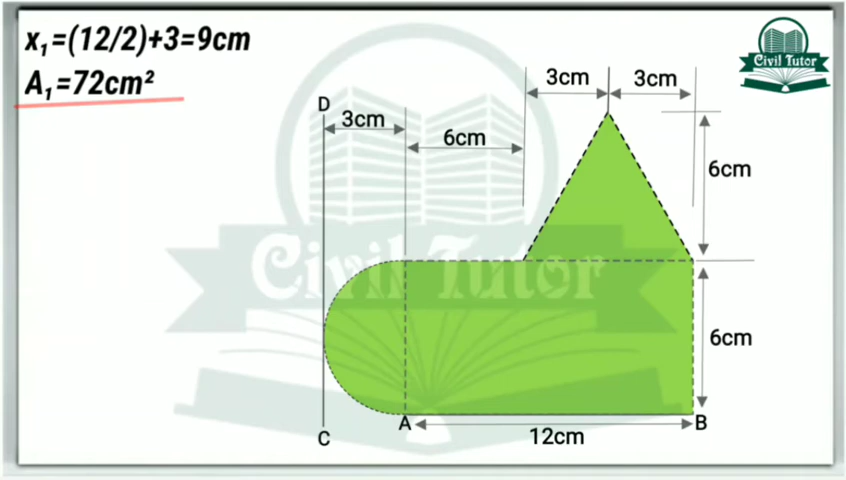 x₁=(12/2)+3=9cm
A₁=72cm²
Civil Tutor
3cm
3cm
D
3cm
6cm
6cm
Civil Tutor
6cm
A
B
12cm
C